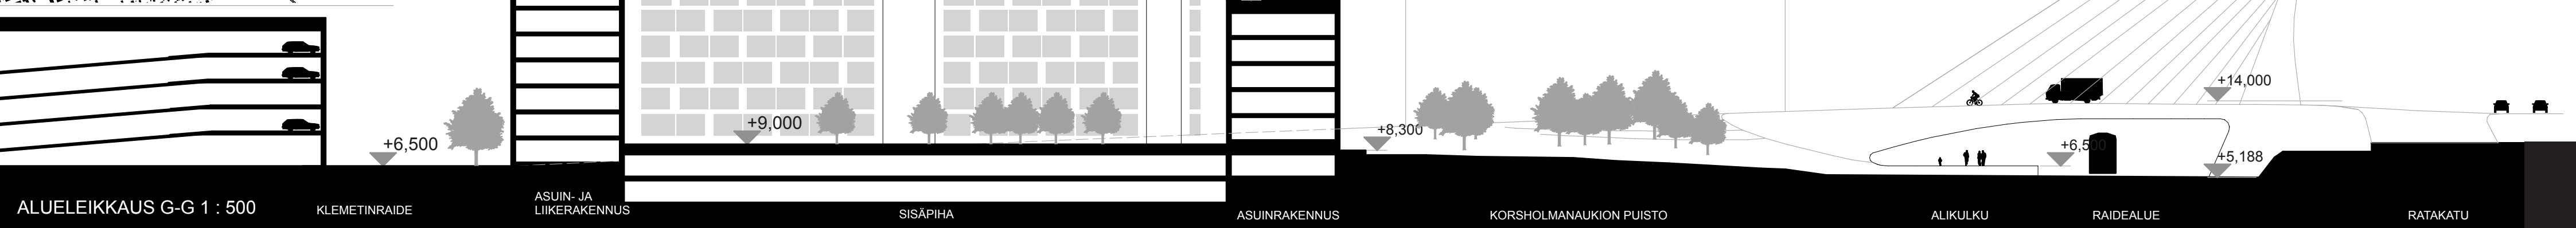 +14,000
+9,000
+8,300
+6,500
+6,500
+5,188
ALUELEIKKAUS G-G 1 : 500
KLEMETINRAIDE
ASUIN- JA
LIIKERAKENNUS
SISÄPIHA
ASUINRAKENNUS
KORSHOLMANAUKION PUISTO
ALIKULKU
RAIDEALUE
RATAKATU